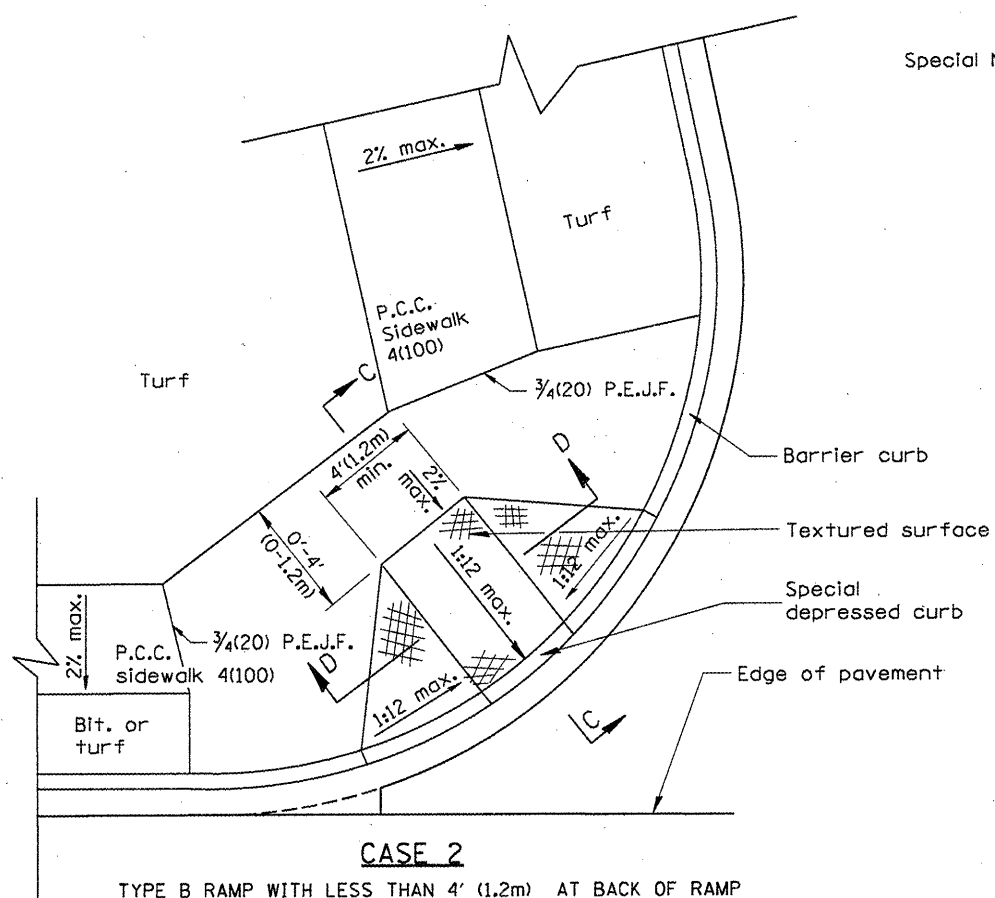 Special
2% max.
Turf
P.C.C.
Sidewalk
4(100)
Turf
C
3/4(20) P.E.J.F.
4'(1.2m)
min.
2%
max.
D
Barrier curb
0'-4'
(0-1.2m)
1:12 max.
1:12 max.
Textured surface
Special
depressed curb
2% max.
3/4(20) P.E.J.F.
P.C.C.
sidewalk 4(100)
D
1:12 max.
Edge of pavement
Bit. or
turf
C
CASE 2
TYPE B RAMP WITH LESS THAN 4' (1.2m) AT BACK OF RAMP